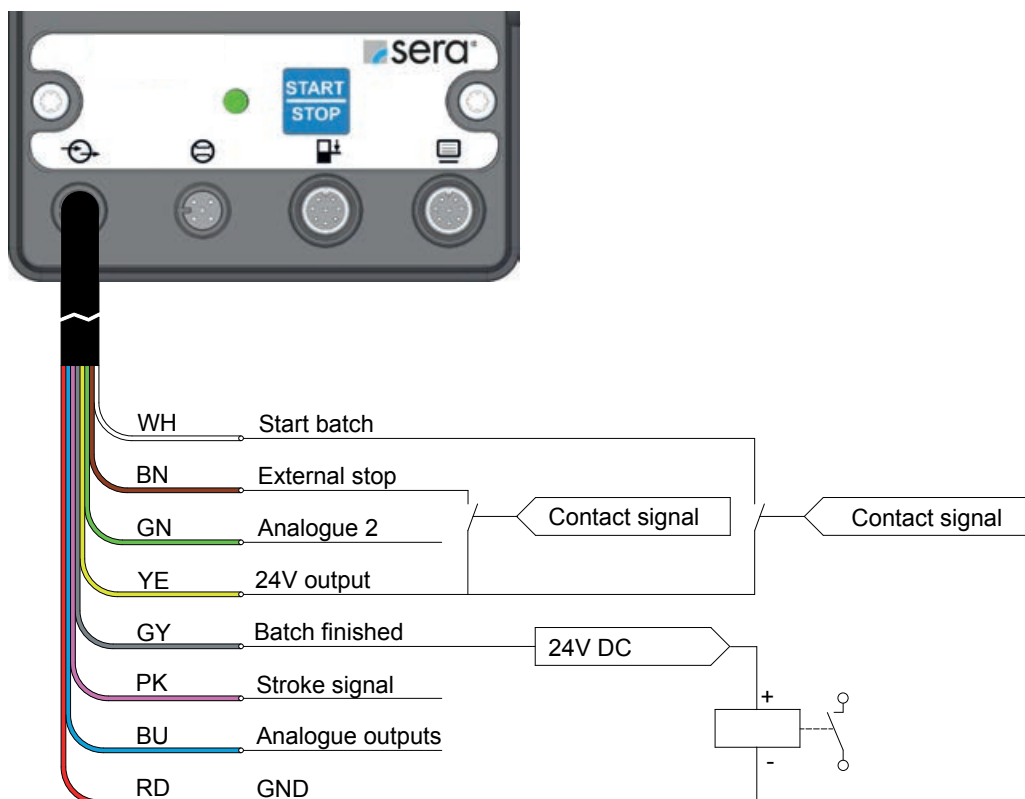 sera®
START
STOP
WH Start batch
BN External stop
Contact signal
Contact signal
GN Analogue 2
YE 24V output
GY Batch finished
24V DC
PK Stroke signal
+
BU Analogue outputs
-
RD GND